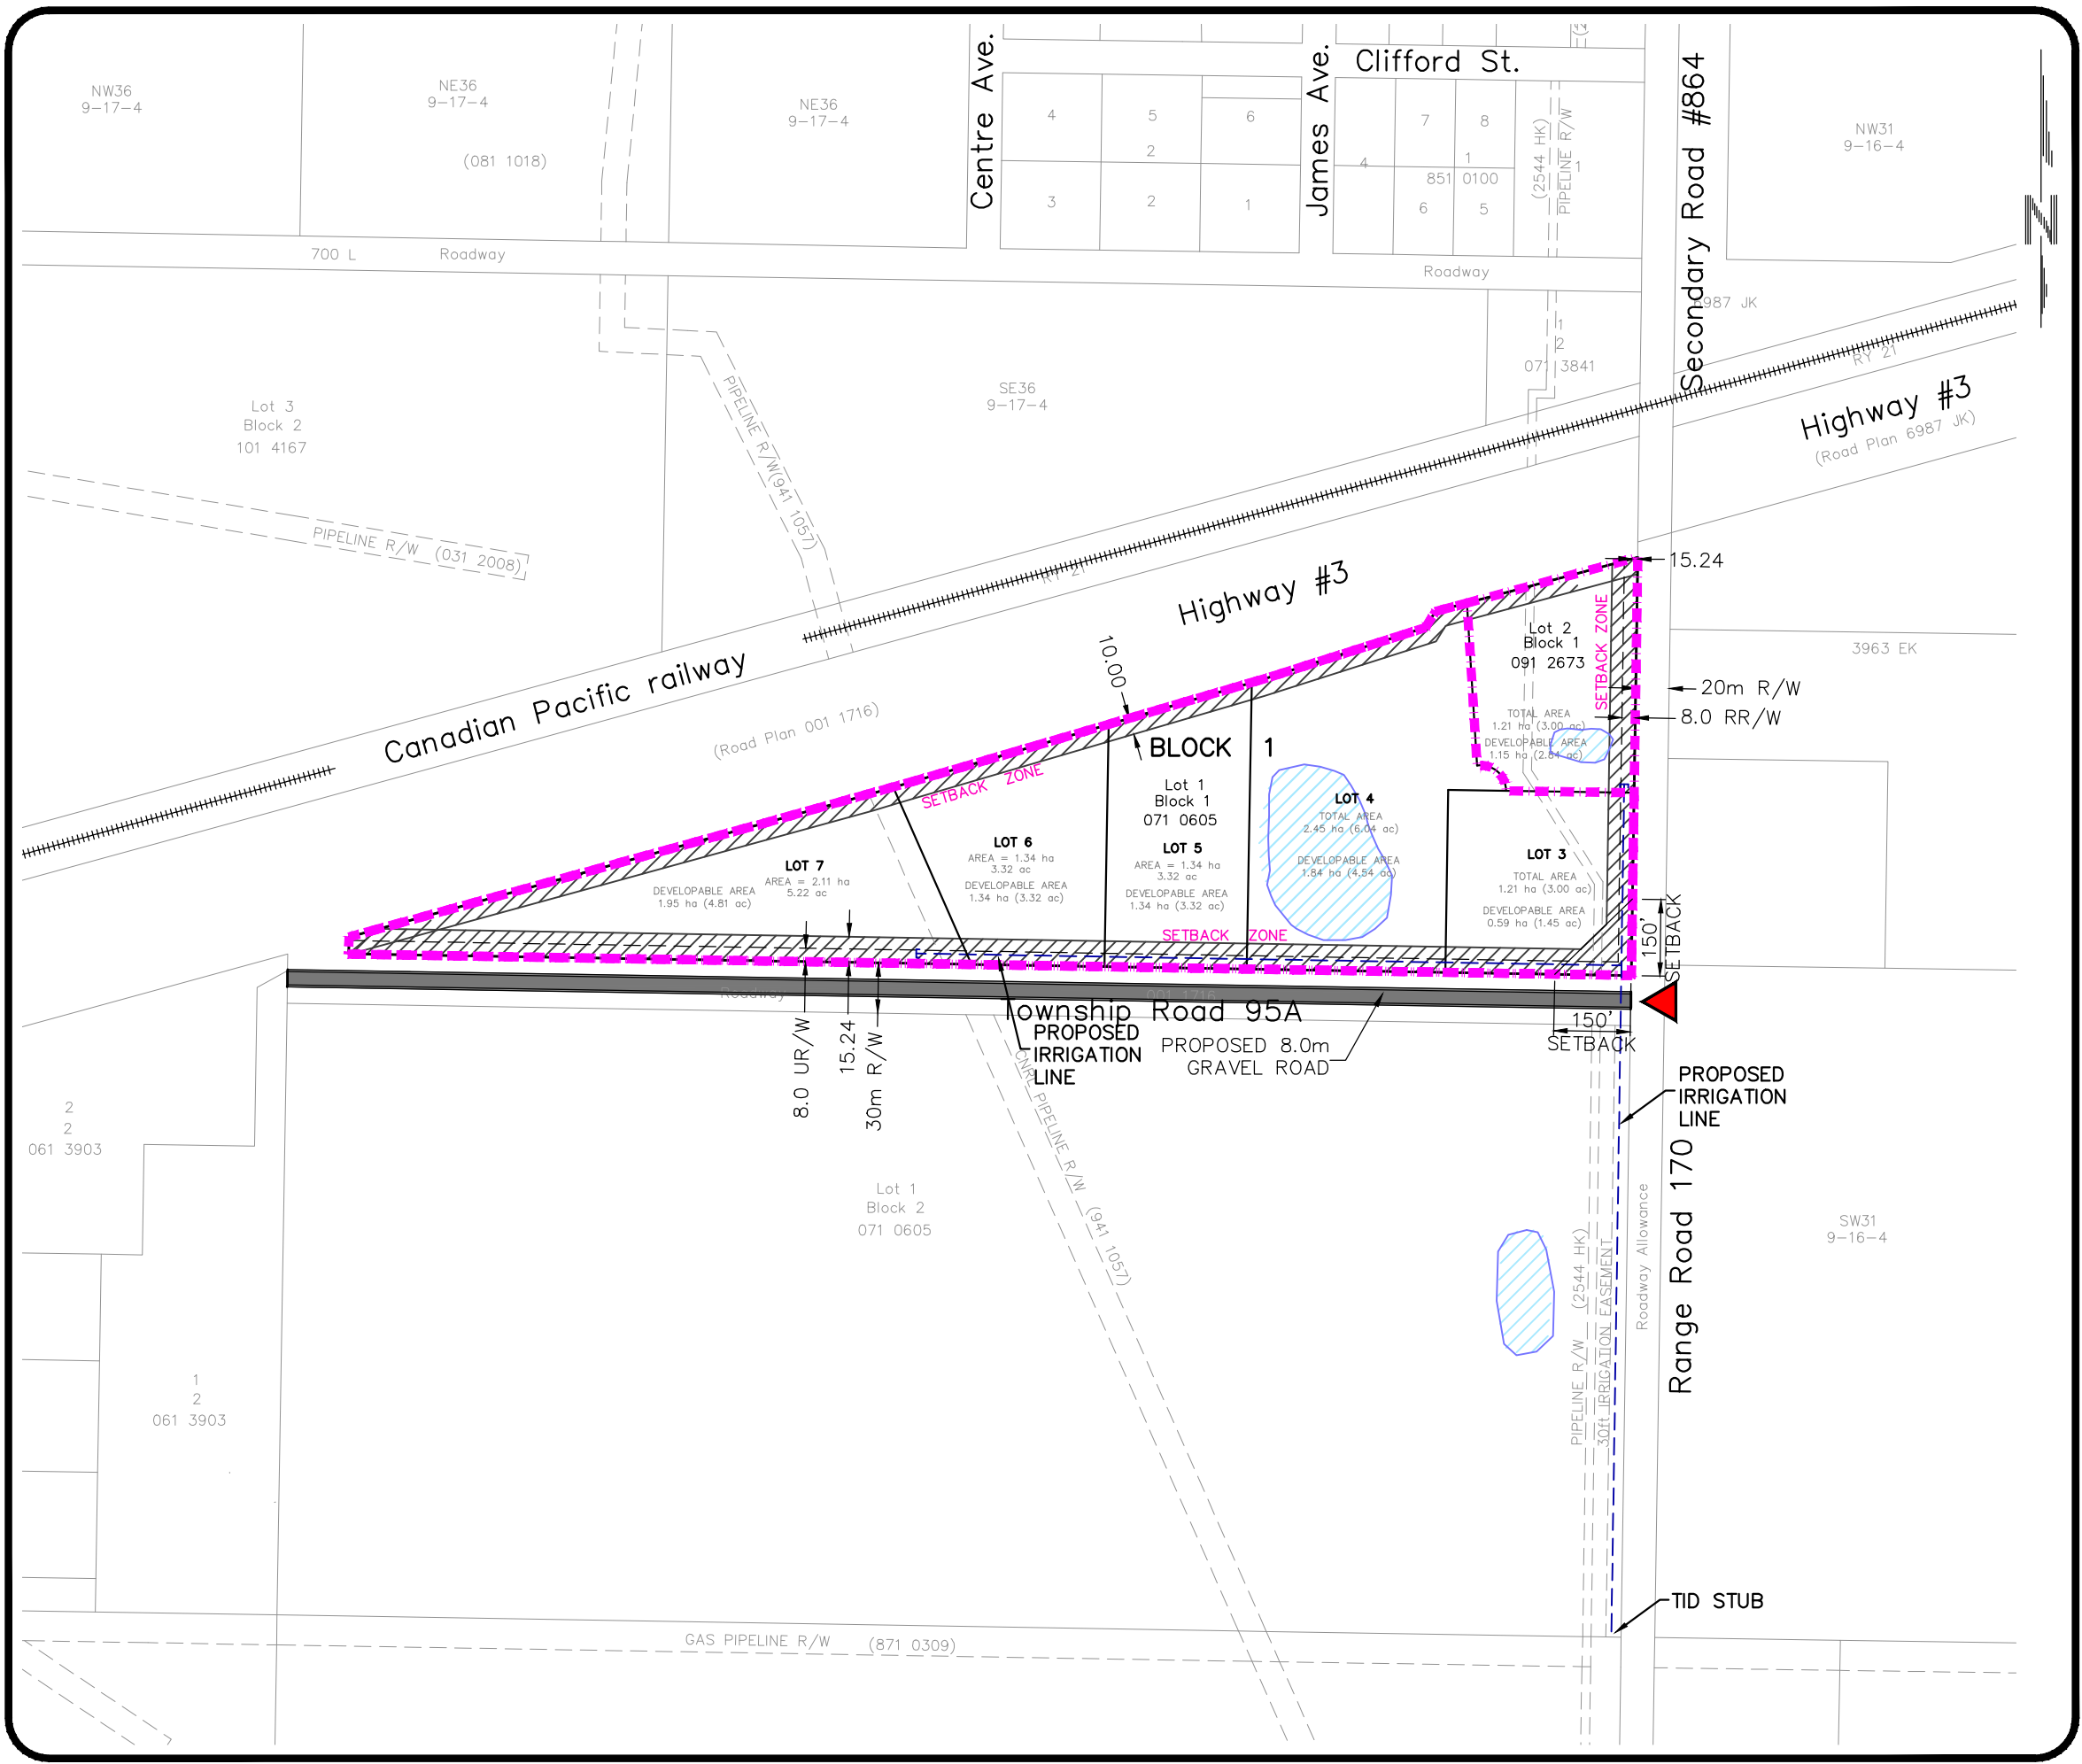 NW36
9-17-4
NE36
9-17-4
(081 1018)
NE36
9-17-4
Centre Ave.
4
5
6
2
3
2
1
James Ave.
Clifford St.
7
8
4
1
851 0100
6
5
(2544 HK)
PIPELINE R/W
1
Secondary Road #864
NW31
9-16-4
N
700 L
Roadway
Roadway
6987 JK
1
2
071 3841
RY 21
Highway #3
(Road Plan 6987 JK)
Lot 3
Block 2
101 4167
PIPELINE R/W(941 1057)
SE36
9-17-4
PIPELINE R/W (031 2008)
RY 21
Highway #3
15.24
SETBACK ZONE
Lot 2
Block 1
091 2673
3963 EK
Canadian Pacific railway
10.00
20m R/W
8.0 RR/W
(Road Plan 001 1716)
TOTAL AREA
1.21 ha (3.00 ac)
DEVELOPABLE AREA
1.15 ha (2.84 ac)
BLOCK 1
SETBACK ZONE
Lot 1
Block 1
071 0605
LOT 4
TOTAL AREA
2.45 ha (6.04 ac)
DEVELOPABLE AREA
1.84 ha (4.54 ac)
LOT 6
AREA = 1.34 ha
3.32 ac
DEVELOPABLE AREA
1.34 ha (3.32 ac)
LOT 5
AREA = 1.34 ha
3.32 ac
DEVELOPABLE AREA
1.34 ha (3.32 ac)
LOT 3
TOTAL AREA
1.21 ha (3.00 ac)
DEVELOPABLE AREA
0.59 ha (1.45 ac)
LOT 7
AREA = 2.11 ha
5.22 ac
DEVELOPABLE AREA
1.95 ha (4.81 ac)
SETBACK ZONE
150'
SETBACK
Roadway
001 1716
Township Road 95A
150'
SETBACK
8.0 UR/W
15.24
30m R/W
PROPOSED
IRRIGATION
LINE
PROPOSED 8.0m
GRAVEL ROAD
CNRL PIPELINE R/W (941 1057)
PROPOSED
IRRIGATION
LINE
2
2
061 3903
Lot 1
Block 2
071 0605
Range Road 170
Roadway Allowance
PIPELINE R/W (2544 HK)
30ft IRRIGATION EASEMENT
SW31
9-16-4
1
2
061 3903
TID STUB
GAS PIPELINE R/W (871 0309)